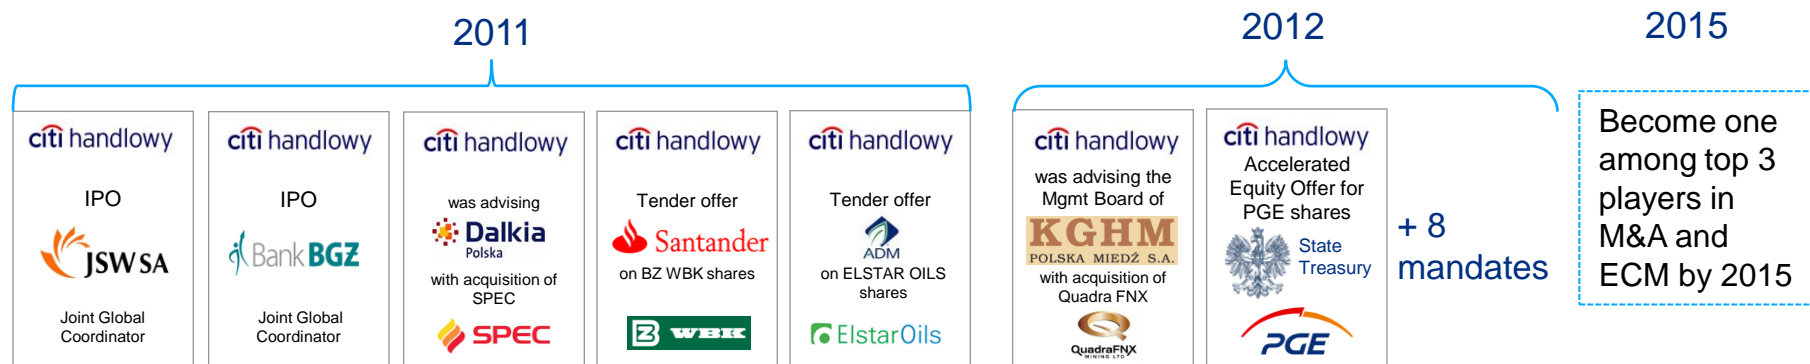 2011
2012
2015
citi handlowy
IPO
JSW SA
Joint Global
Coordinator
citi handlowy
IPO
Bank BGŻ
Joint Global
Coordinator
citi handlowy
was advising
Dalkia
Polska
with acquisition of
SPEC
SPEC
citi handlowy
Tender offer
Santander
on BZ WBK shares
B WBK
citi handlowy
Tender offer
ADM
on ELSTAR OILS
shares
ElstarOils
citi handlowy
was advising the
Mgmt Board of
KGHM
POLSKA MIEDŹ S.A.
with acquisition of
Quadra FNX
QuadraFNX
MINING LTD
citi handlowy
Accelerated
Equity Offer for
PGE shares
State
Treasury
PGE
+ 8
mandates
Become one
among top 3
players in
M&A and
ECM by 2015